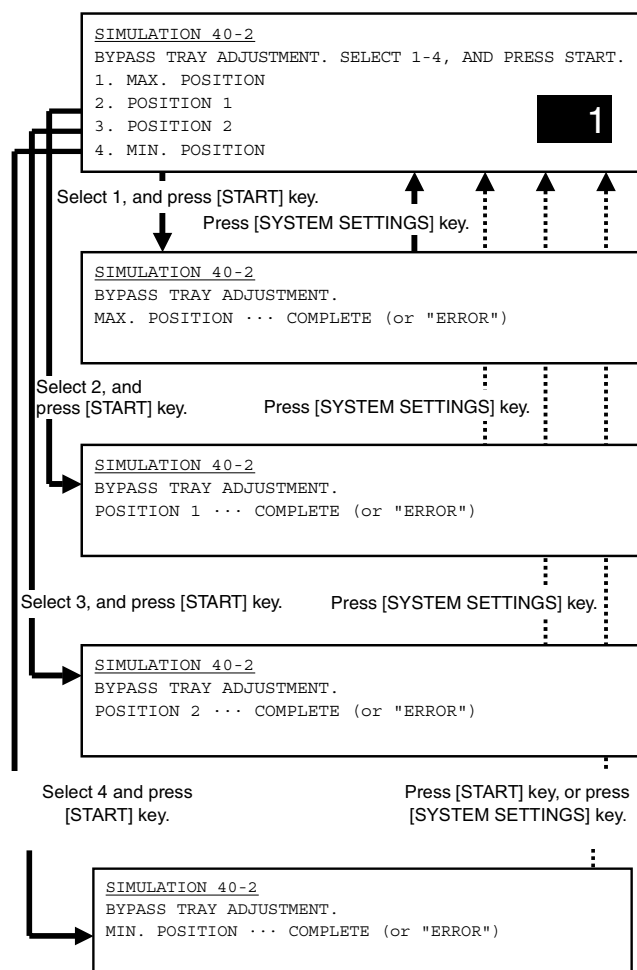 SIMULATION 40-2
BYPASS TRAY ADJUSTMENT. SELECT 1-4, AND PRESS START.
1. MAX. POSITION
2. POSITION 1
3. POSITION 2
4. MIN. POSITION
1
Select 1, and press [START] key.
Press [SYSTEM SETTINGS] key.
SIMULATION 40-2
BYPASS TRAY ADJUSTMENT.
MAX. POSITION ··· COMPLETE (or "ERROR")
Select 2, and
press [START] key.
Press [SYSTEM SETTINGS] key.
SIMULATION 40-2
BYPASS TRAY ADJUSTMENT.
POSITION 1 ··· COMPLETE (or "ERROR")
Select 3, and press [START] key.
Press [SYSTEM SETTINGS] key.
SIMULATION 40-2
BYPASS TRAY ADJUSTMENT.
POSITION 2 ··· COMPLETE (or "ERROR")
Select 4 and press
[START] key.
Press [START] key, or press
[SYSTEM SETTINGS] key.
SIMULATION 40-2
BYPASS TRAY ADJUSTMENT.
MIN. POSITION ··· COMPLETE (or "ERROR")